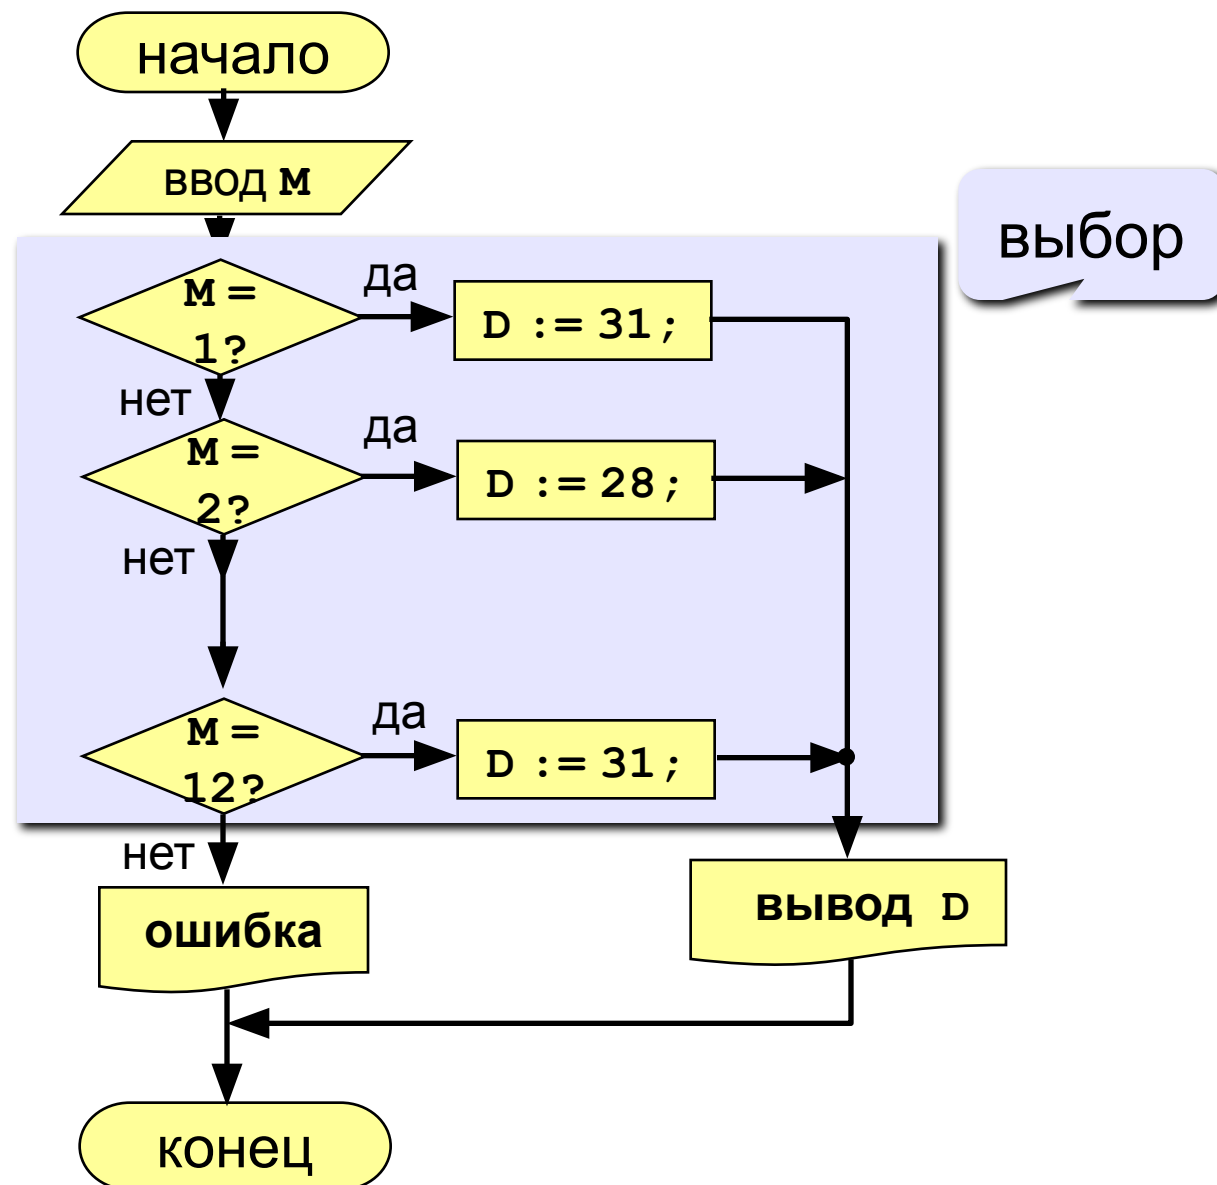 начало
ввод M
выбор
да
M =
1?
D := 31;
нет
да
M =
2?
D := 28;
нет
да
M =
12?
D := 31;
нет
ошибка
вывод D
конец